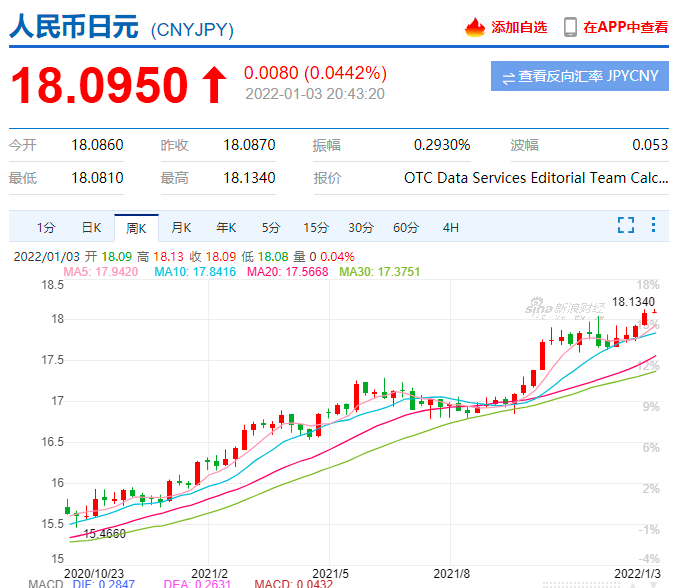 人民币日元 (CNYJPY) 添加自选 在APP中查看
18.0950 0.0080 (0.0442%)
2022-01-03 20:43:20
查看反向汇率 JPYCNY
今开 18.0860 昨收 18.0870 振幅 0.2930% 波幅 0.053
最低 18.0810 最高 18.1340 报价 OTC Data Services Editorial Team Calc...
1分 日K 周K 月K 年K 5分 15分 30分 60分 4H
2022/01/03 开 18.09 高 18.13 收 18.09 低 18.08 量 0 0.04%
MA5: 17.9420 MA10: 17.8416 MA20: 17.5668 MA30: 17.3751
18.5 18%
18.1340
sina 新浪财经
18 15%
17.5 12%
17 9%
16.5 6%
16 2%
15.5 -1%
15.4660
15 -4%
2020/10/23 2021/2 2021/5 2021/8 2022/1/3
MACD DIF: 0.2847 DEA: 0.2631 MACD: 0.0432